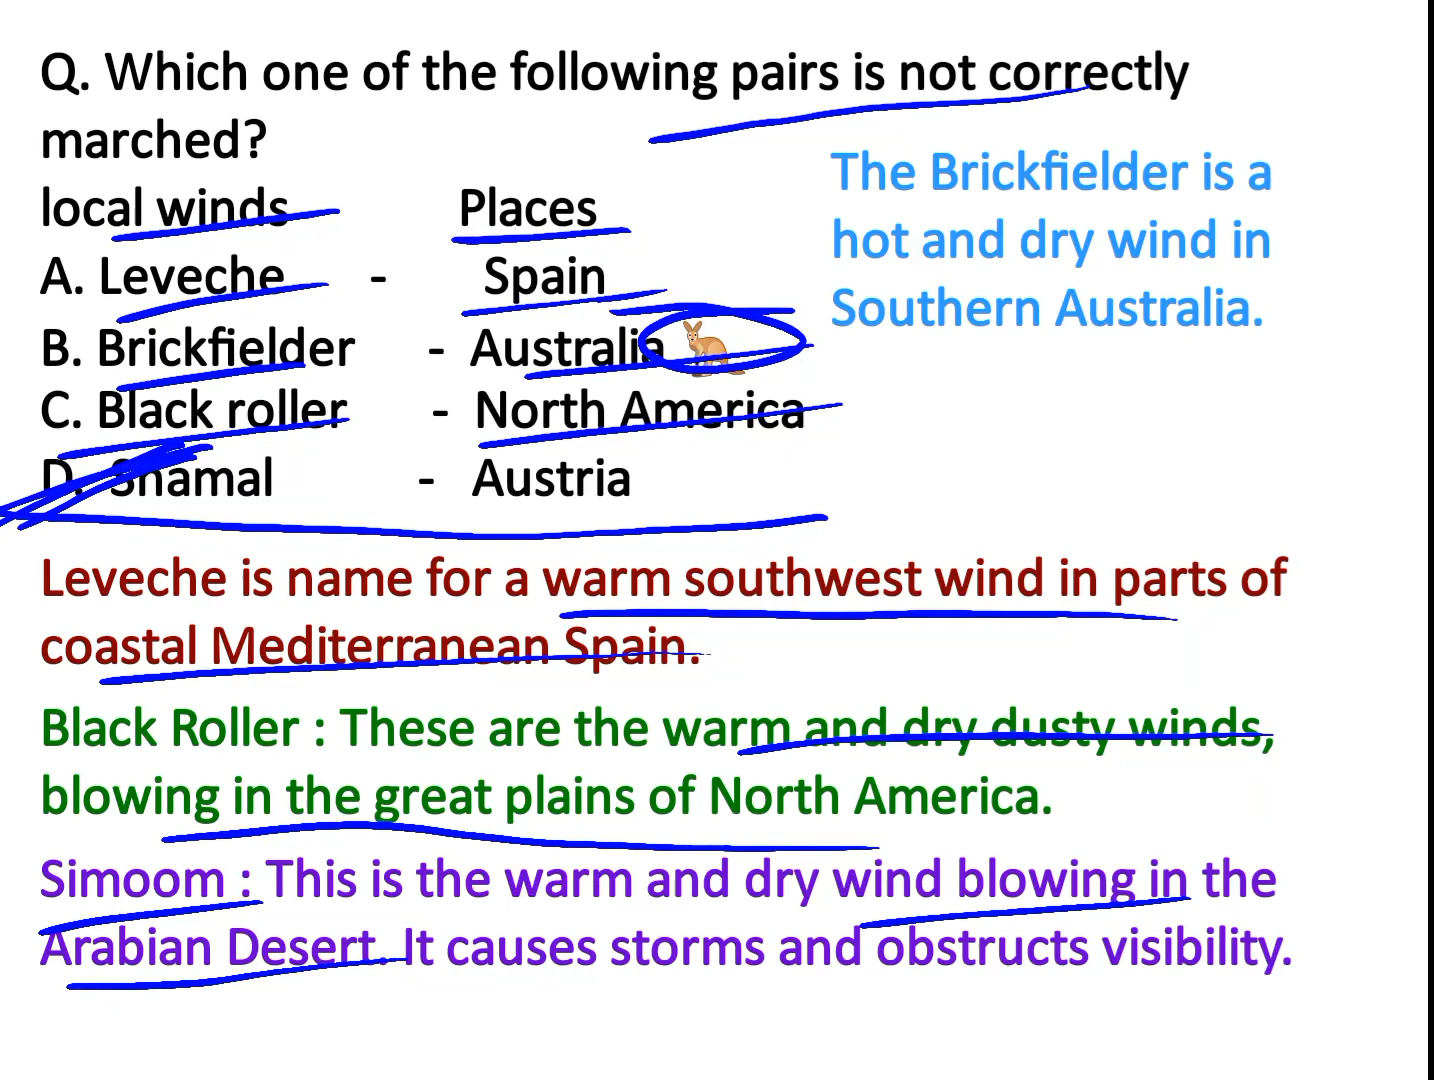 Q. Which one of the following pairs is not correctly
marched?
local winds Places
A. Leveche - Spain
B. Brickfielder - Australia
C. Black roller - North America
D. Shamal - Austria
The Brickfielder is a
hot and dry wind in
Southern Australia.
Leveche is name for a warm southwest wind in parts of
coastal Mediterranean Spain.
Black Roller : These are the warm and dry dusty winds,
blowing in the great plains of North America.
Simoom : This is the warm and dry wind blowing in the
Arabian Desert. It causes storms and obstructs visibility.